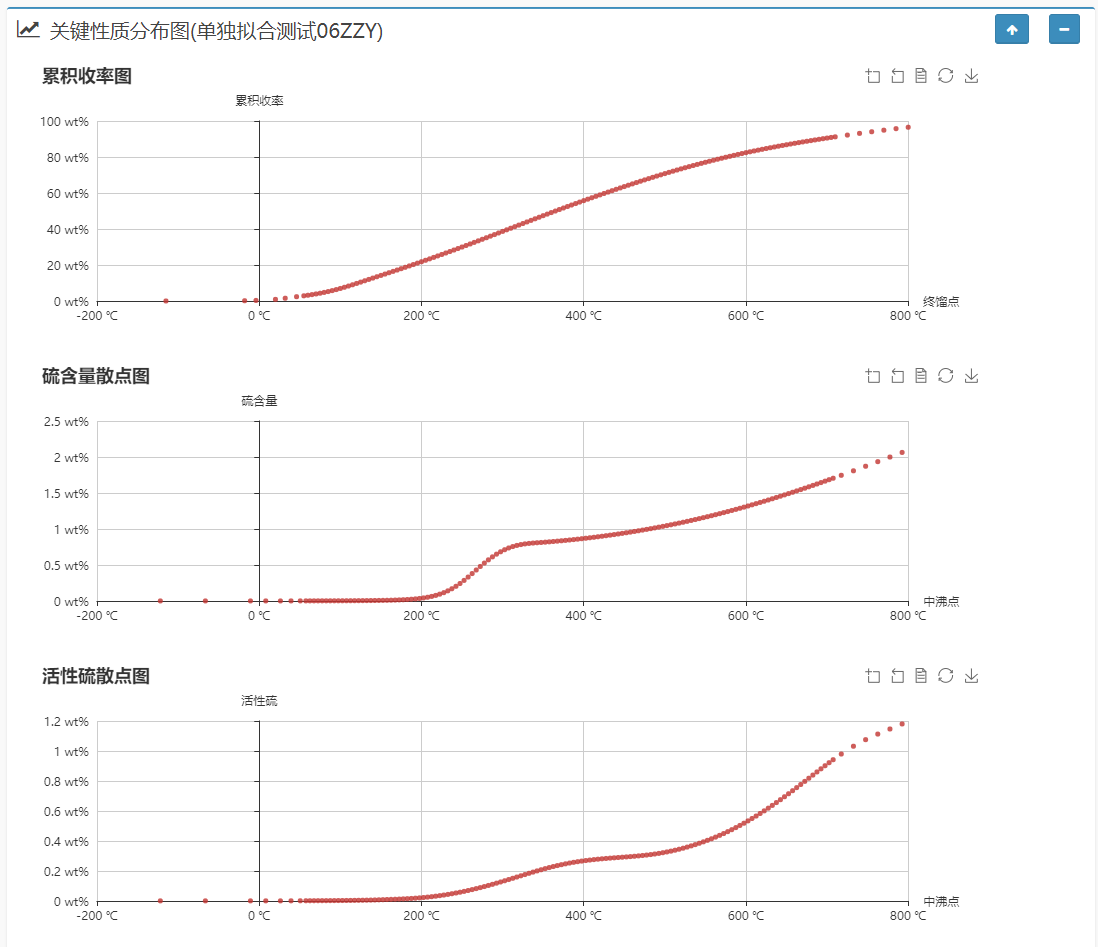 关键性质分布图(单独拟合测试06ZZY)
累积收率图
累积收率
100 wt%
80 wt%
60 wt%
40 wt%
20 wt%
0 wt%
-200 ℃ 0 ℃ 200 ℃ 400 ℃ 600 ℃ 800 ℃
终馏点
硫含量散点图
硫含量
2.5 wt%
2 wt%
1.5 wt%
1 wt%
0.5 wt%
0 wt%
-200 ℃ 0 ℃ 200 ℃ 400 ℃ 600 ℃ 800 ℃
中沸点
活性硫散点图
活性硫
1.2 wt%
1 wt%
0.8 wt%
0.6 wt%
0.4 wt%
0.2 wt%
0 wt%
-200 ℃ 0 ℃ 200 ℃ 400 ℃ 600 ℃ 800 ℃
中沸点